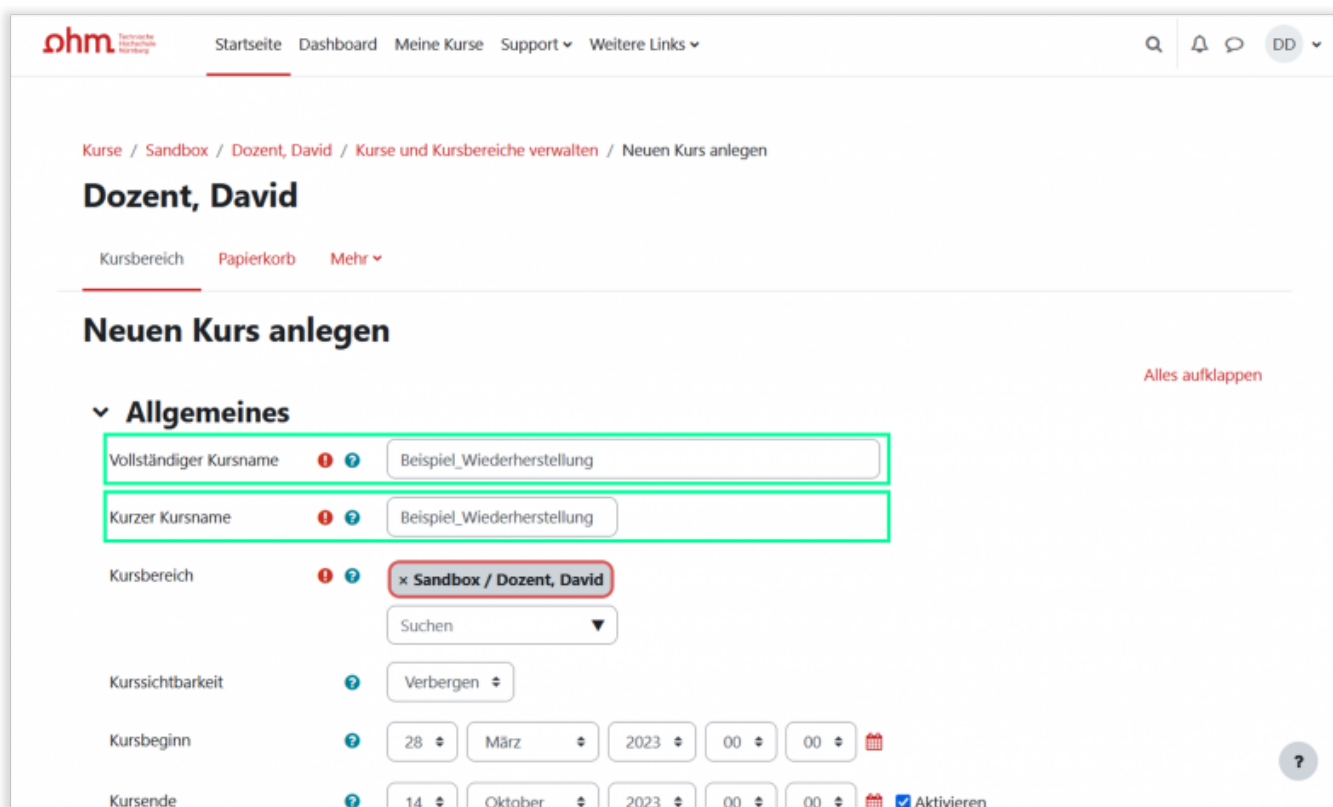 ohm Technische Hochschule Nürnberg
Startseite Dashboard Meine Kurse Support Weitere Links DD
Kurse / Sandbox / Dozent, David / Kurse und Kursbereiche verwalten / Neuen Kurs anlegen
Dozent, David
Kursbereich Papierkorb Mehr
Neuen Kurs anlegen
Alles aufklappen
Allgemeines
Vollständiger Kursname ! ? Beispiel_Wiederherstellung
Kurzer Kursname ! ? Beispiel_Wiederherstellung
Kursbereich ! ? × Sandbox / Dozent, David
Suchen ▼
Kurssichtbarkeit ? Verbergen
Kursbeginn ? 28 März 2023 00 00
?
Kursende ? 14 Oktober 2023 00 00 Aktivieren